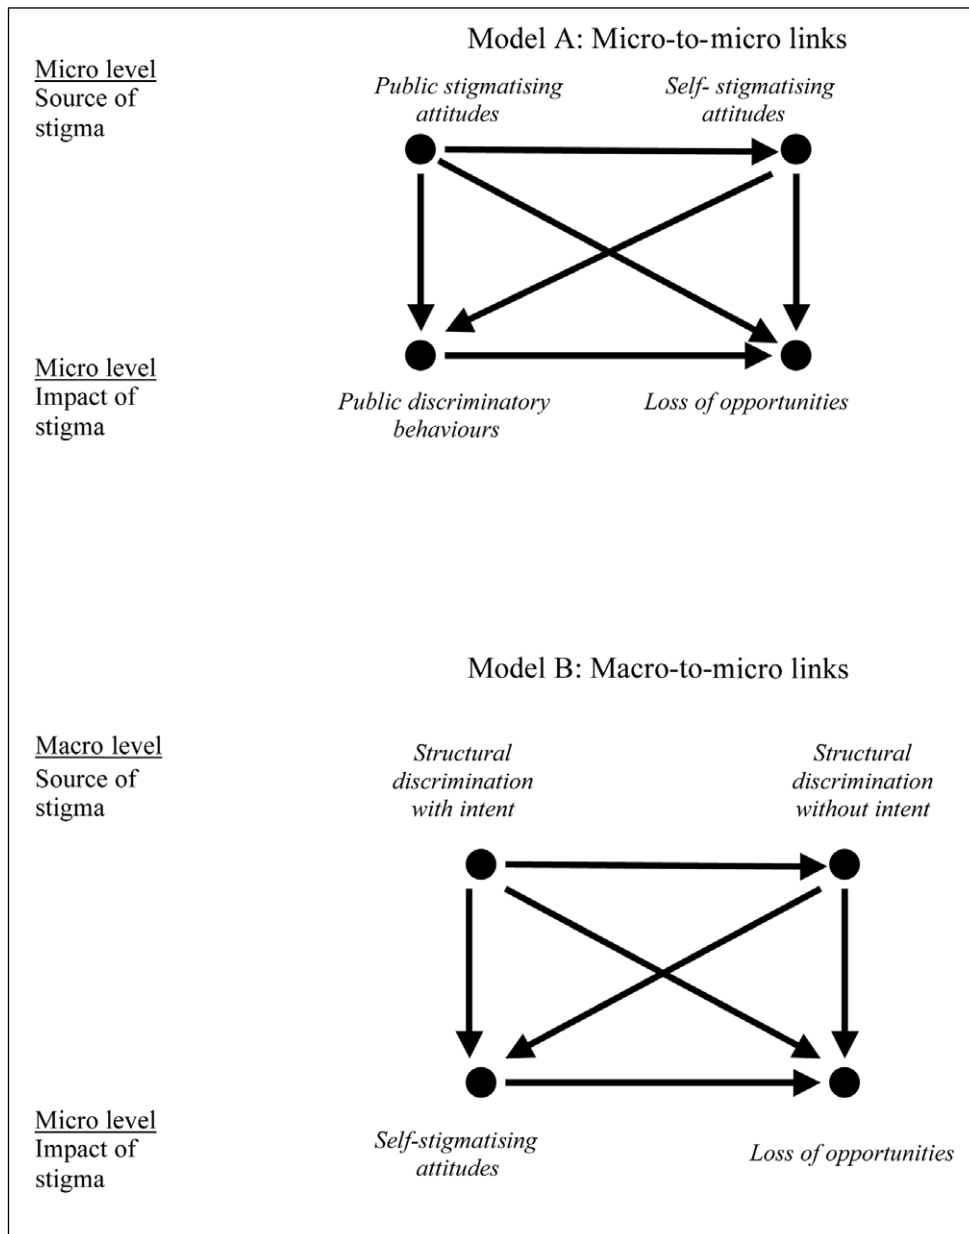 Model A: Micro-to-micro links
Micro level
Source of
stigma
Public stigmatising
attitudes
Self- stigmatising
attitudes
Micro level
Impact of
stigma
Public discriminatory
behaviours
Loss of opportunities
Model B: Macro-to-micro links
Macro level
Source of
stigma
Structural
discrimination
with intent
Structural
discrimination
without intent
Micro level
Impact of
stigma
Self-stigmatising
attitudes
Loss of opportunities